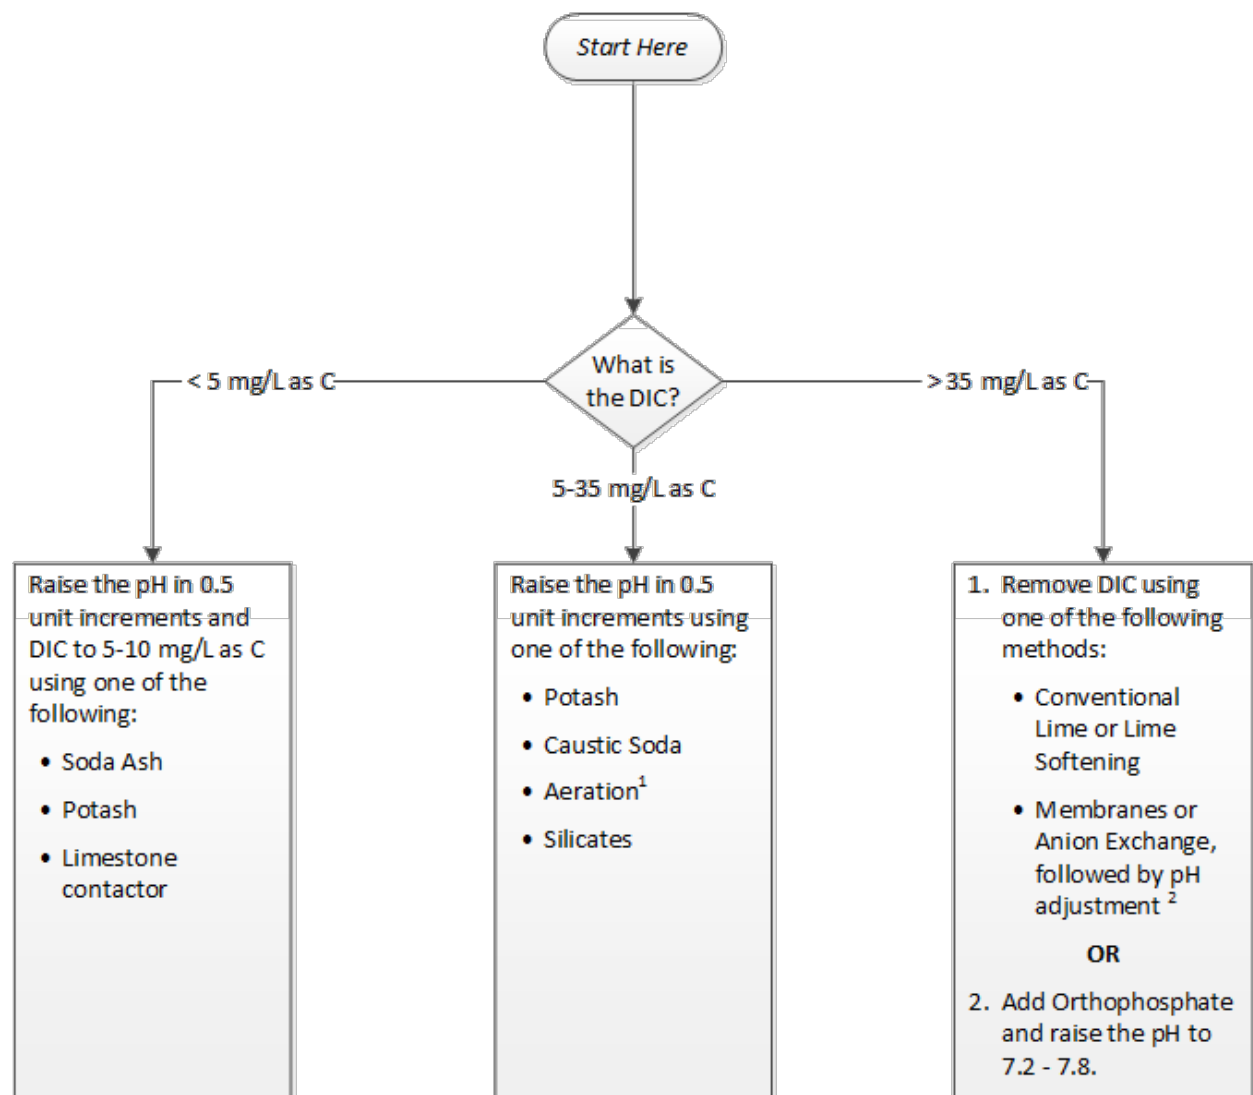 Start Here
What is
the DIC?
< 5 mg/L as C
> 35 mg/L as C
5-35 mg/L as C
Raise the pH in 0.5
unit increments and
DIC to 5-10 mg/L as C
using one of the
following:
• Soda Ash
• Potash
• Limestone
contactor
Raise the pH in 0.5
unit increments using
one of the following:
• Potash
• Caustic Soda
• Aeration¹
• Silicates
1. Remove DIC using
one of the following
methods:
• Conventional
Lime or Lime
Softening
• Membranes or
Anion Exchange,
followed by pH
adjustment ²
OR
2. Add Orthophosphate
and raise the pH to
7.2 - 7.8.